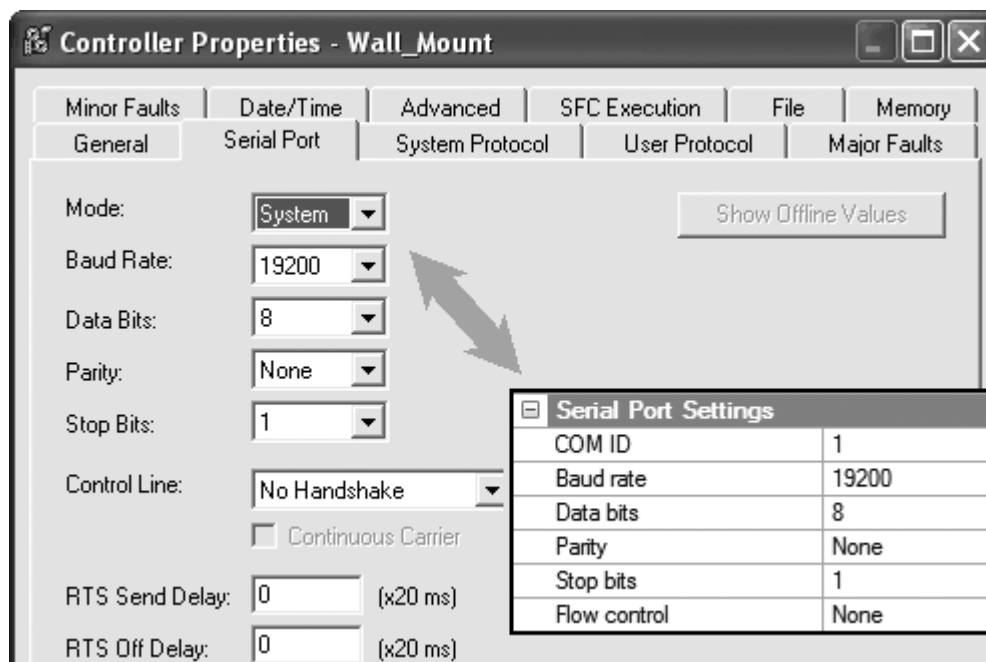 Controller Properties - Wall_Mount
Minor Faults Date/Time Advanced SFC Execution File Memory
General Serial Port System Protocol User Protocol Major Faults
Mode: System Show Offline Values
Baud Rate: 19200
Data Bits: 8
Parity: None
Stop Bits: 1
Control Line: No Handshake
Continuous Carrier
RTS Send Delay: 0 (x20 ms)
RTS Off Delay: 0 (x20 ms)
Serial Port Settings
COM ID 1
Baud rate 19200
Data bits 8
Parity None
Stop bits 1
Flow control None